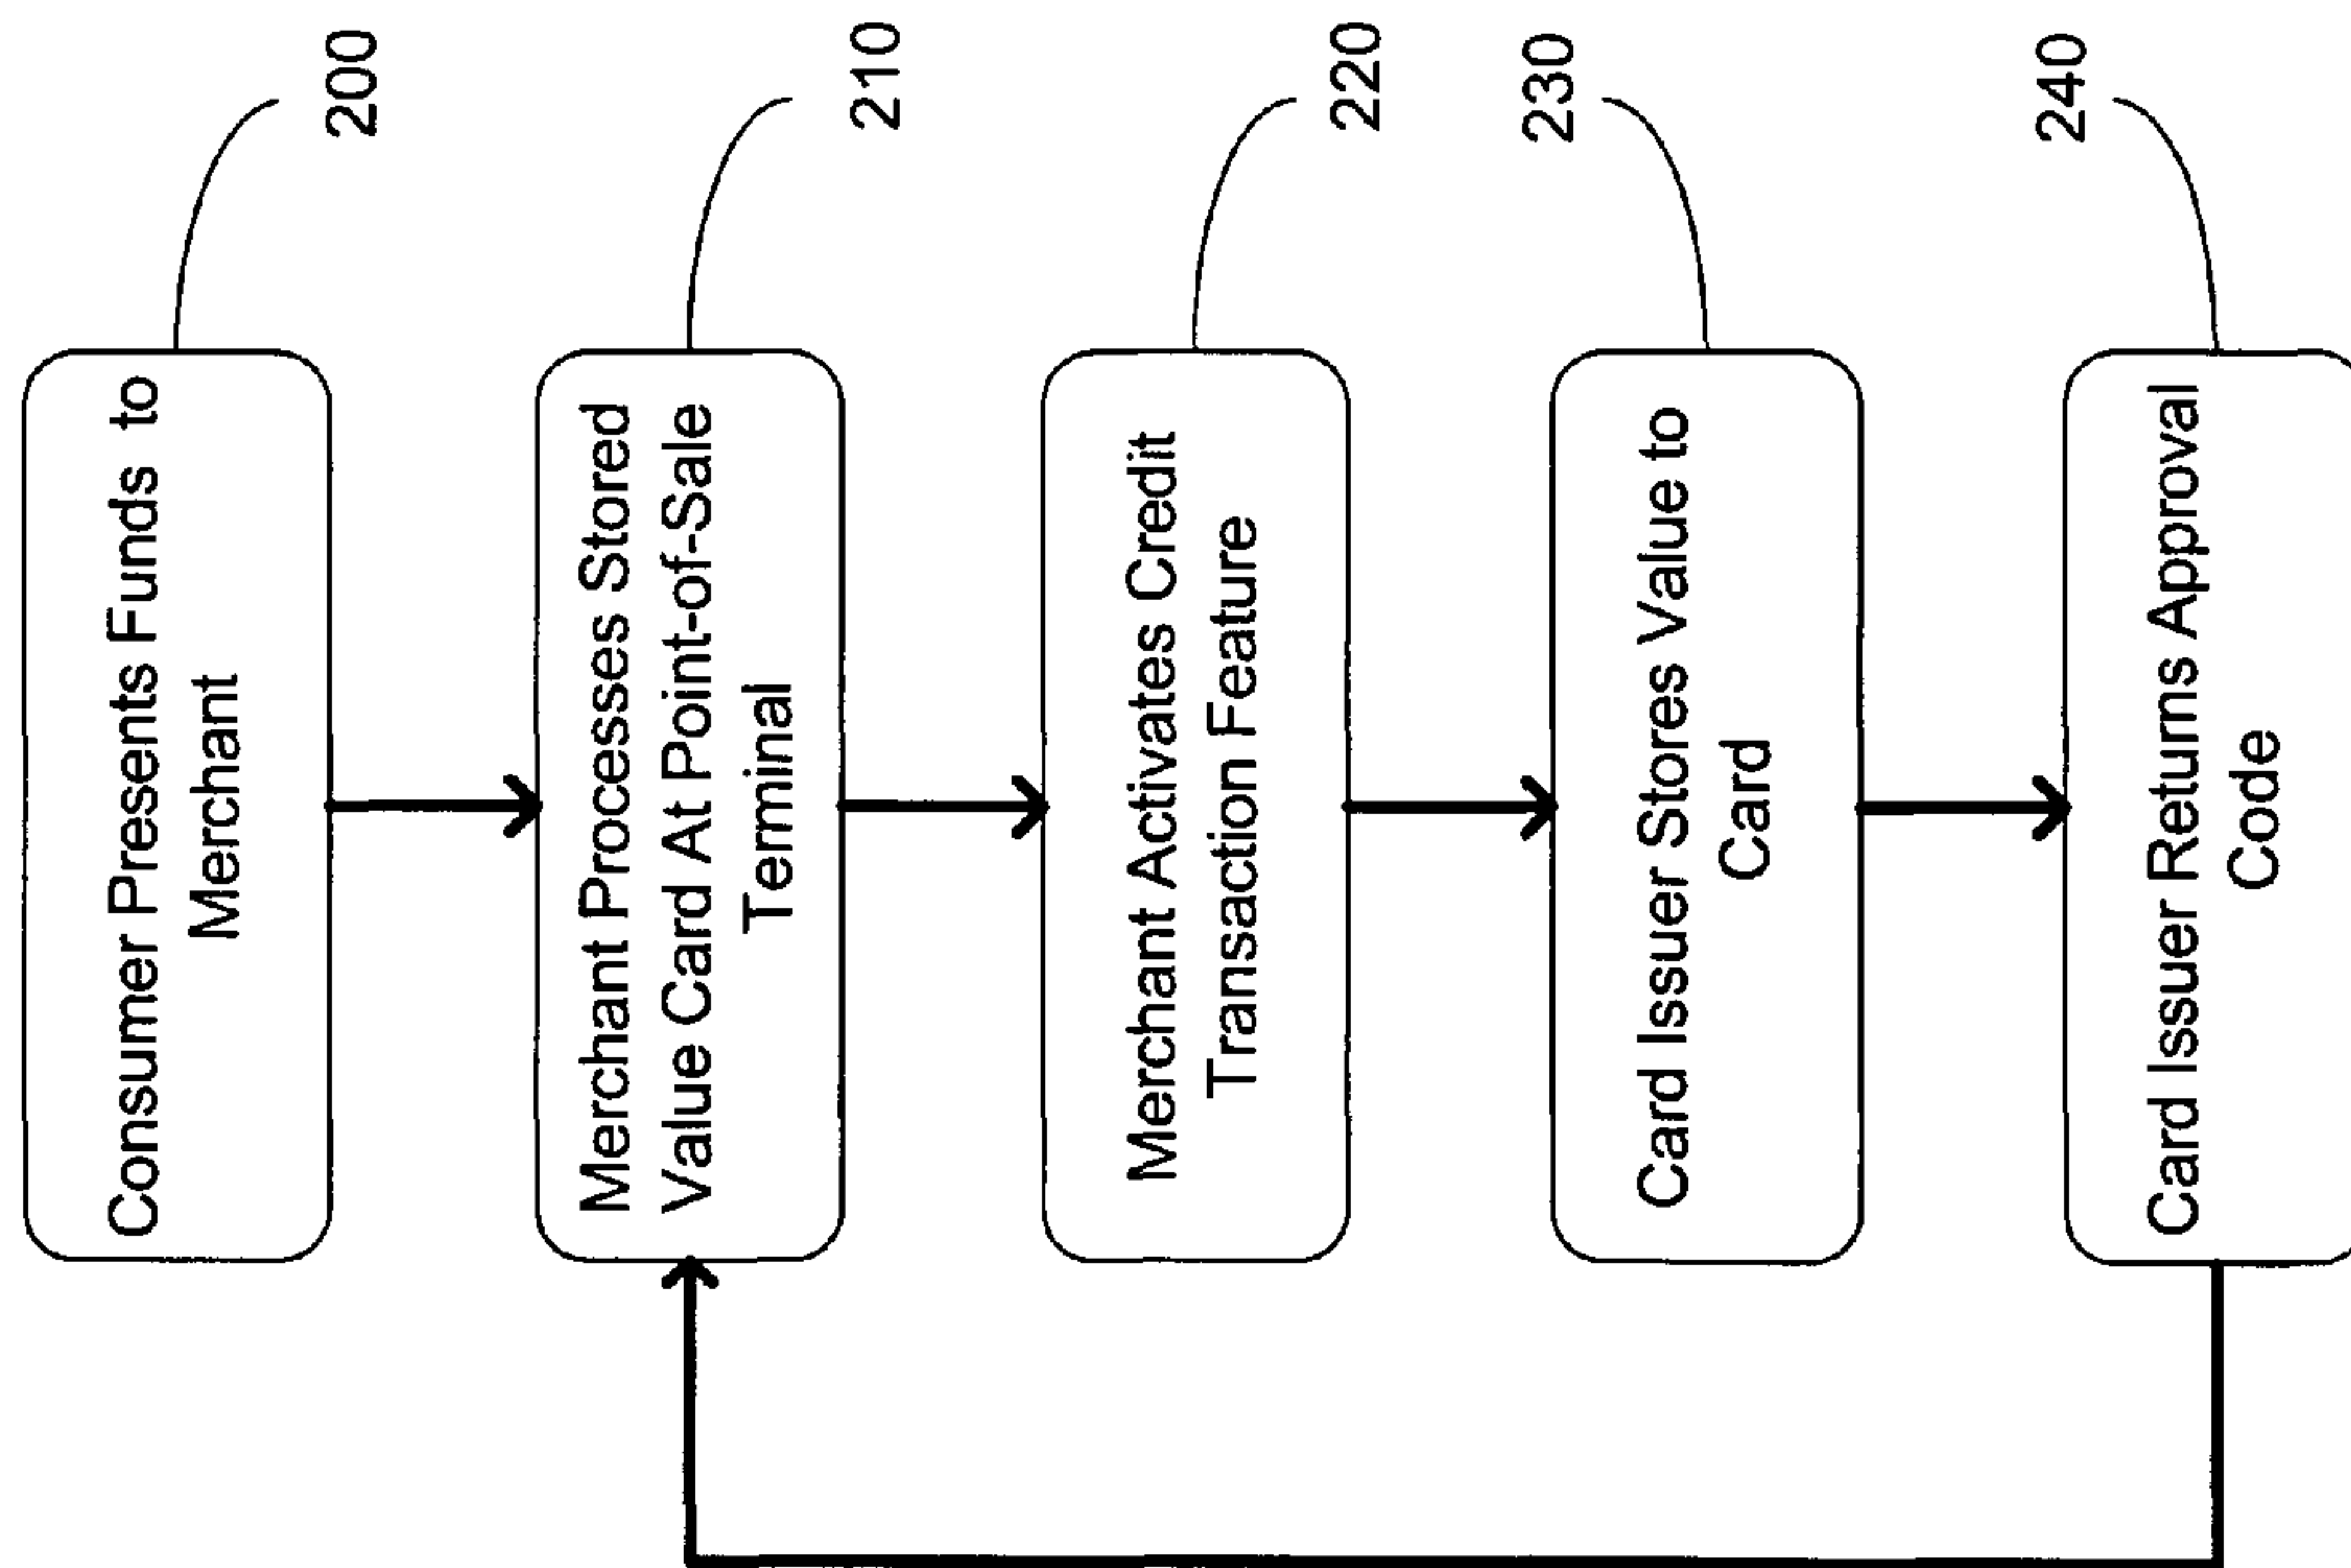 Consumer Presents Funds to
Merchant
200
Merchant Processes Stored
Value Card At Point-of-Sale
Terminal
210
Merchant Activates Credit
Transaction Feature
220
Card Issuer Stores Value to
Card
230
Card Issuer Returns Approval
Code
240